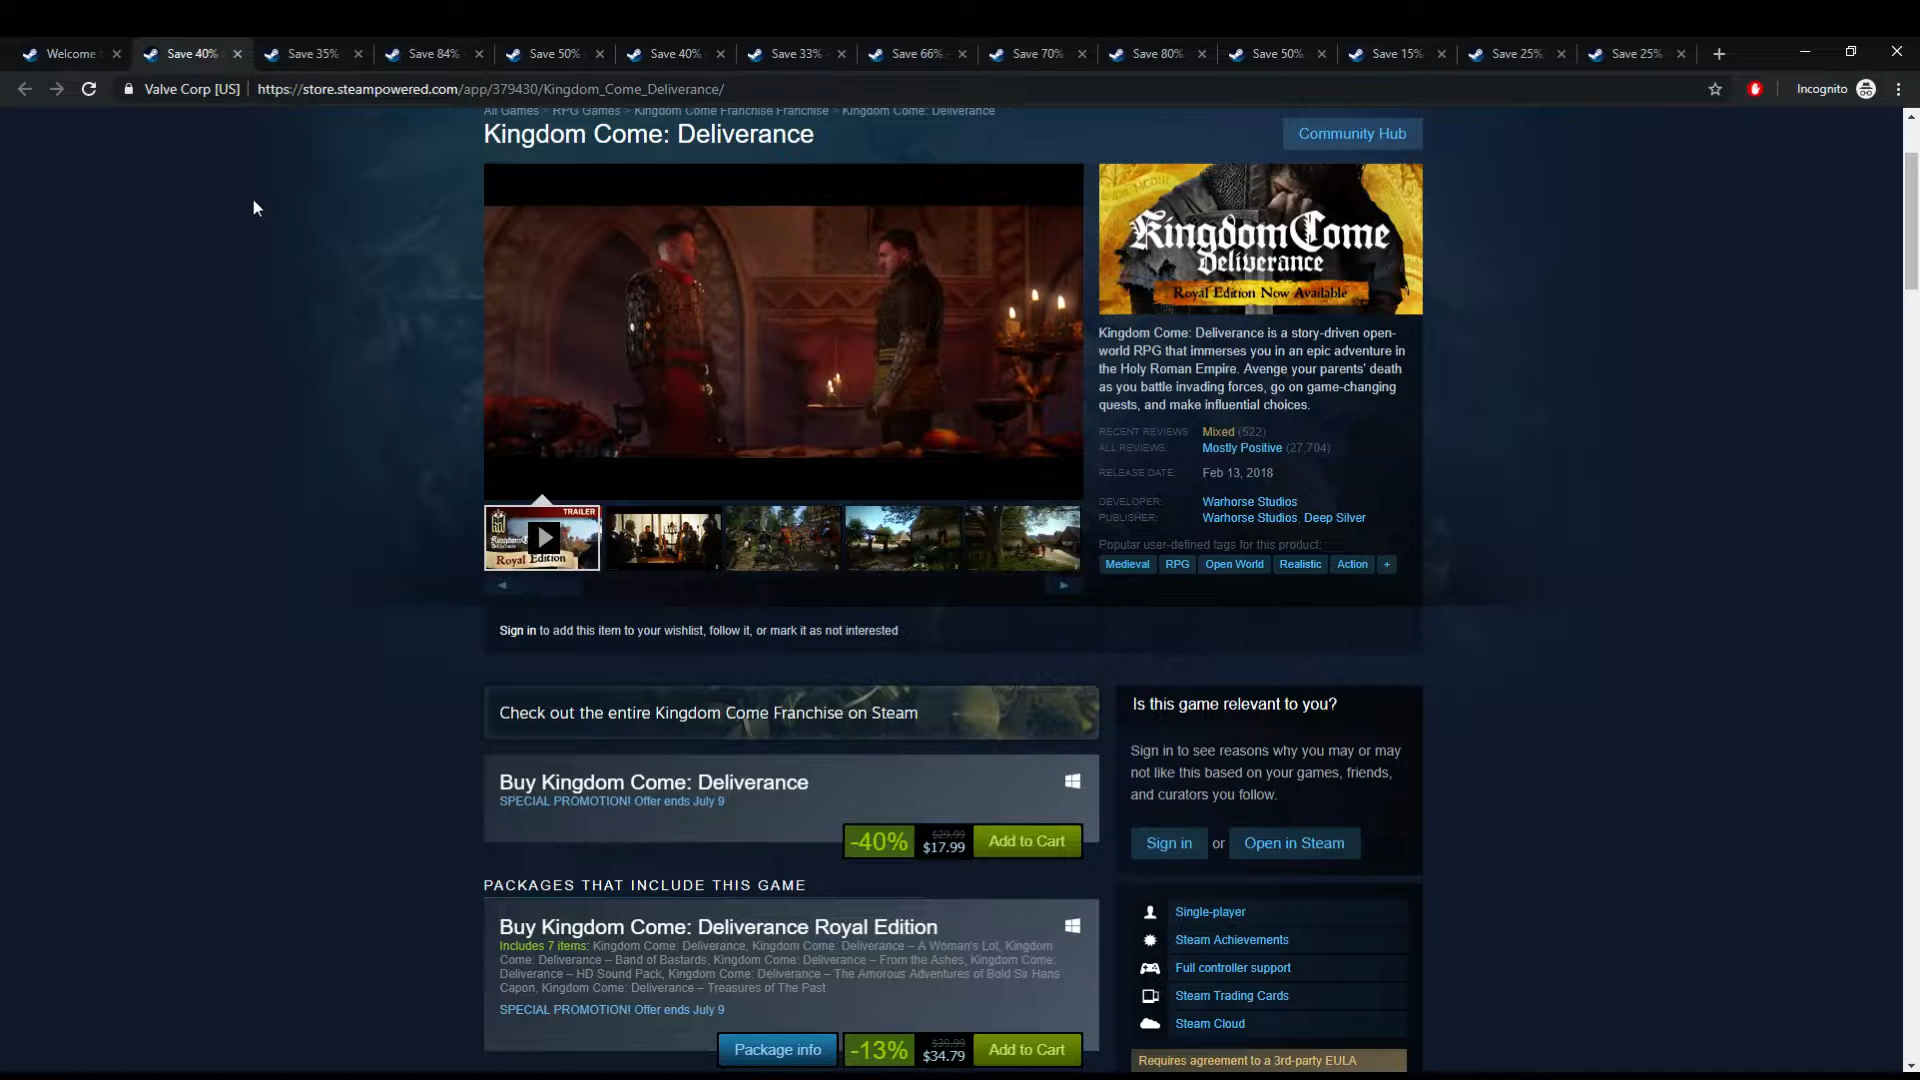 Welcome t
Save 40%
Save 35%
Save 84%
Save 50%
Save 40%
Save 33%
Save 66%
Save 70%
Save 80%
Save 50%
Save 15%
Save 25%
Save 25%
Valve Corp [US]
https://store.steampowered.com/app/379430/Kingdom_Come_Deliverance/
Incognito
All Games > RPG Games > Kingdom Come Franchise Franchise > Kingdom Come: Deliverance
Kingdom Come: Deliverance
Community Hub
MCDIII
Kingdom Come
Deliverance
Royal Edition Now Available
Kingdom Come: Deliverance is a story-driven open-
world RPG that immerses you in an epic adventure in
the Holy Roman Empire. Avenge your parents' death
as you battle invading forces, go on game-changing
quests, and make influential choices.
RECENT REVIEWS: Mixed (522)
ALL REVIEWS: Mostly Positive (27,704)
RELEASE DATE: Feb 13, 2018
DEVELOPER: Warhorse Studios
PUBLISHER: Warhorse Studios, Deep Silver
Popular user-defined tags for this product:
Medieval RPG Open World Realistic Action +
TRAILER
Royal Edition
Sign in to add this item to your wishlist, follow it, or mark it as not interested
Check out the entire Kingdom Come Franchise on Steam
Is this game relevant to you?
Sign in to see reasons why you may or may
not like this based on your games, friends,
and curators you follow.
Sign in or Open in Steam
Buy Kingdom Come: Deliverance
SPECIAL PROMOTION! Offer ends July 9
-40% $29.99 $17.99 Add to Cart
PACKAGES THAT INCLUDE THIS GAME
Buy Kingdom Come: Deliverance Royal Edition
Includes 7 items: Kingdom Come: Deliverance, Kingdom Come: Deliverance – A Woman's Lot, Kingdom
Come: Deliverance – Band of Bastards, Kingdom Come: Deliverance – From the Ashes, Kingdom Come:
Deliverance – HD Sound Pack, Kingdom Come: Deliverance – The Amorous Adventures of Bold Sir Hans
Capon, Kingdom Come: Deliverance – Treasures of The Past
SPECIAL PROMOTION! Offer ends July 9
Package info -13% $39.99 $34.79 Add to Cart
Single-player
Steam Achievements
Full controller support
Steam Trading Cards
Steam Cloud
Requires agreement to a 3rd-party EULA